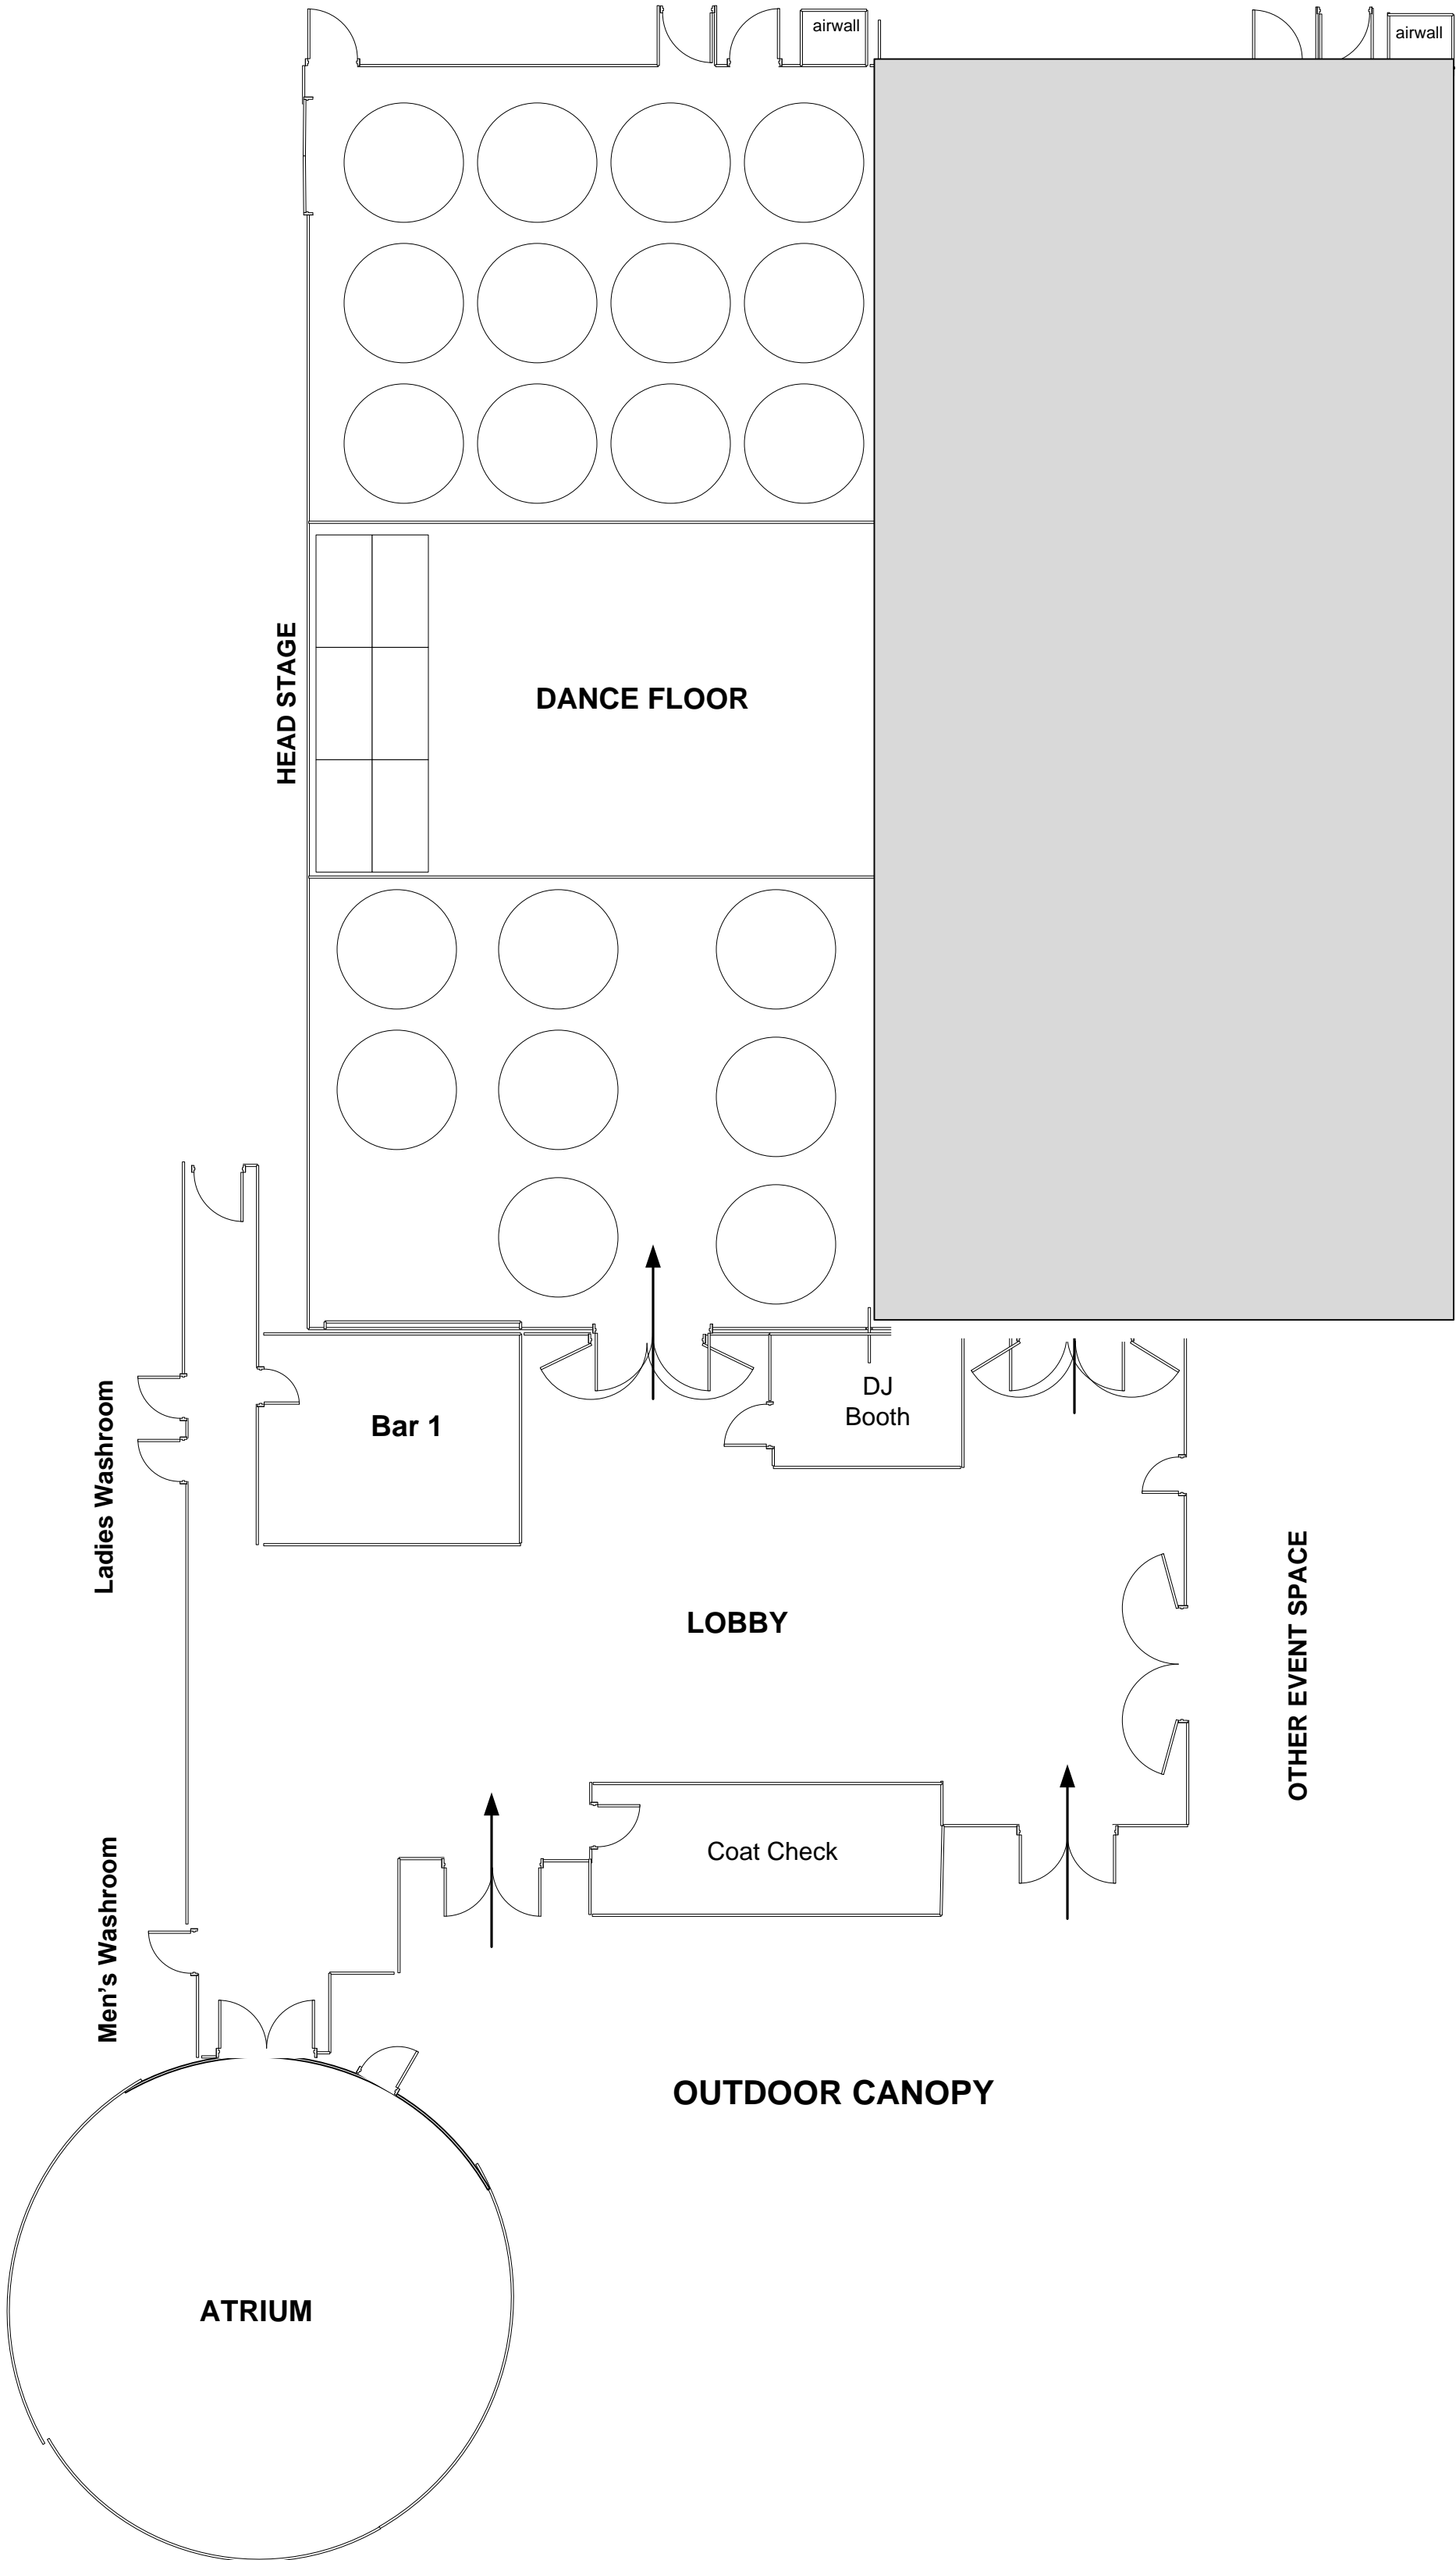 airwall
airwall
HEAD STAGE
DANCE FLOOR
DJ
Booth
Bar 1
Ladies Washroom
LOBBY
OTHER EVENT SPACE
Coat Check
Men's Washroom
OUTDOOR CANOPY
ATRIUM